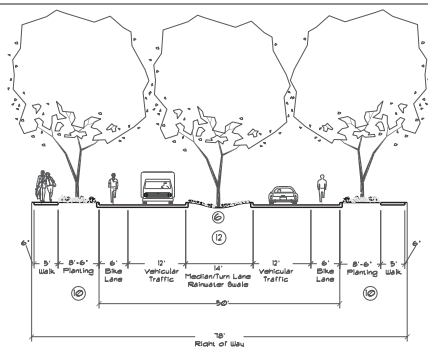 6
12
6"
5'
Walk
8'-6"
Planting
6'
Bike
Lane
12'
Vehicular
Traffic
14'
Median/Turn Lane
Rainwater Swale
12'
Vehicular
Traffic
6'
Bike
Lane
8'-6"
Planting
5'
Walk
6"
10
10
50'
78'
Right of Way